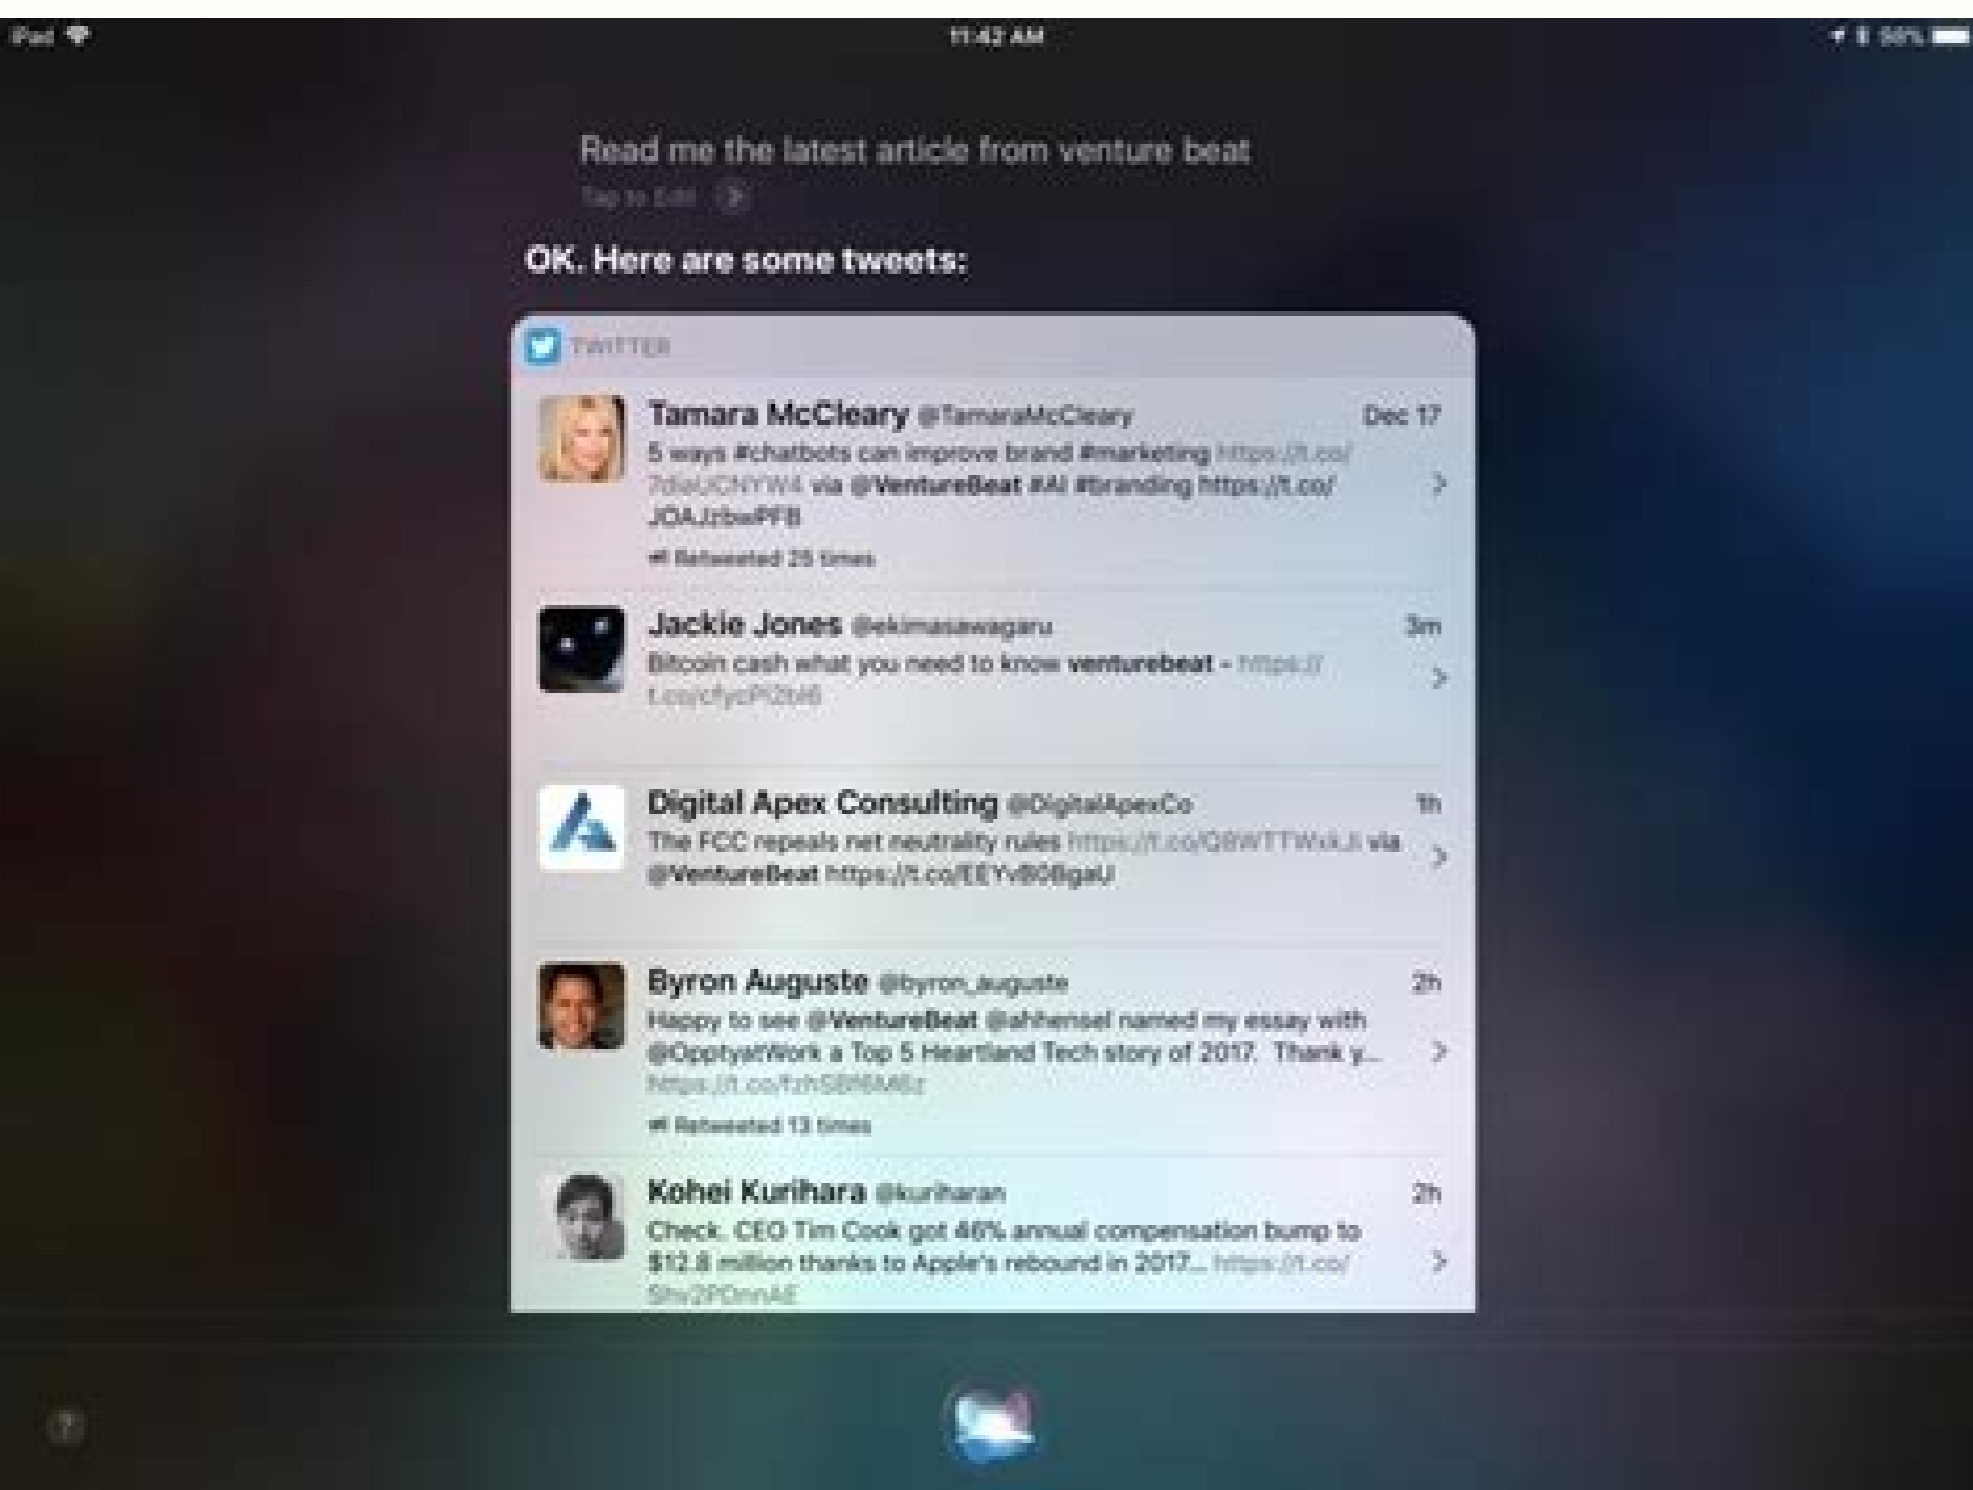 iPad
11:42 AM
Read me the latest article from venture beat
Tap to Edit
OK. Here are some tweets:
TWITTER
Tamara McCleary @TamaraMcCleary Dec 17
5 ways #chatbots can improve brand #marketing https://t.co/
via @VentureBeat #AI #branding https://t.co/
JOAJzbwPFB
Retweeted 25 times
Jackie Jones @ekimasawagaru 3m
Bitcoin cash what you need to know venturebeat - https://
Digital Apex Consulting @DigitalApexCo 1h
The FCC repeals net neutrality rules via
@VentureBeat
Byron Auguste @byron_auguste 2h
Happy to see @VentureBeat @ahhensel named my essay with
@OpptyatWork a Top 5 Heartland Tech story of 2017. Thank y...
Retweeted 13 times
Kohei Kurihara @kuriharan 2h
Check. CEO Tim Cook got 46% annual compensation bump to
$12.8 million thanks to Apple's rebound in 2017... https://t.co/
?